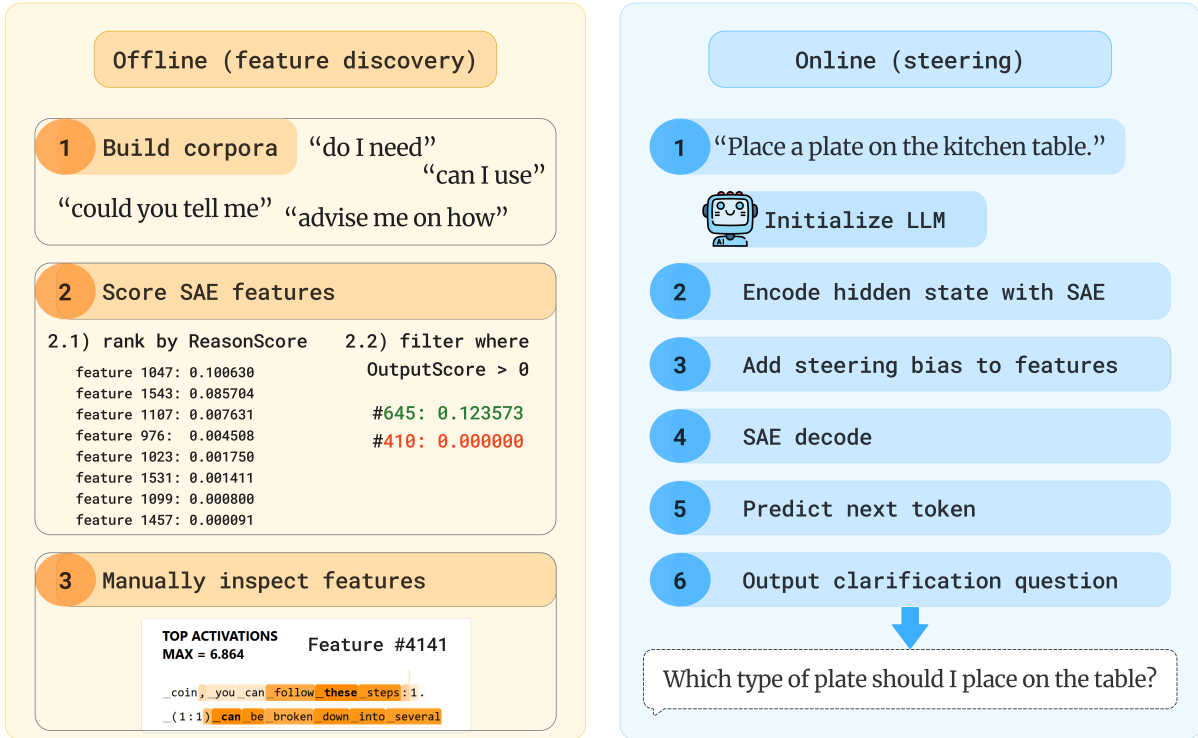 Offline (feature discovery)
1 Build corpora
“do I need”
“can I use”
“could you tell me”
“advise me on how”
2 Score SAE features
2.1) rank by ReasonScore
feature 1047: 0.100630
feature 1543: 0.085704
feature 1107: 0.007631
feature 976: 0.004508
feature 1023: 0.001750
feature 1531: 0.001411
feature 1099: 0.000800
feature 1457: 0.000091
2.2) filter where
OutputScore > 0
#645: 0.123573
#410: 0.000000
3 Manually inspect features
TOP ACTIVATIONS
MAX = 6.864
Feature #4141
_coin,_you_can_follow_these_steps:1.
_(1:1)_can_be_broken_down_into_several
Online (steering)
1 “Place a plate on the kitchen table.”
AI
Initialize LLM
2 Encode hidden state with SAE
3 Add steering bias to features
4 SAE decode
5 Predict next token
6 Output clarification question
Which type of plate should I place on the table?